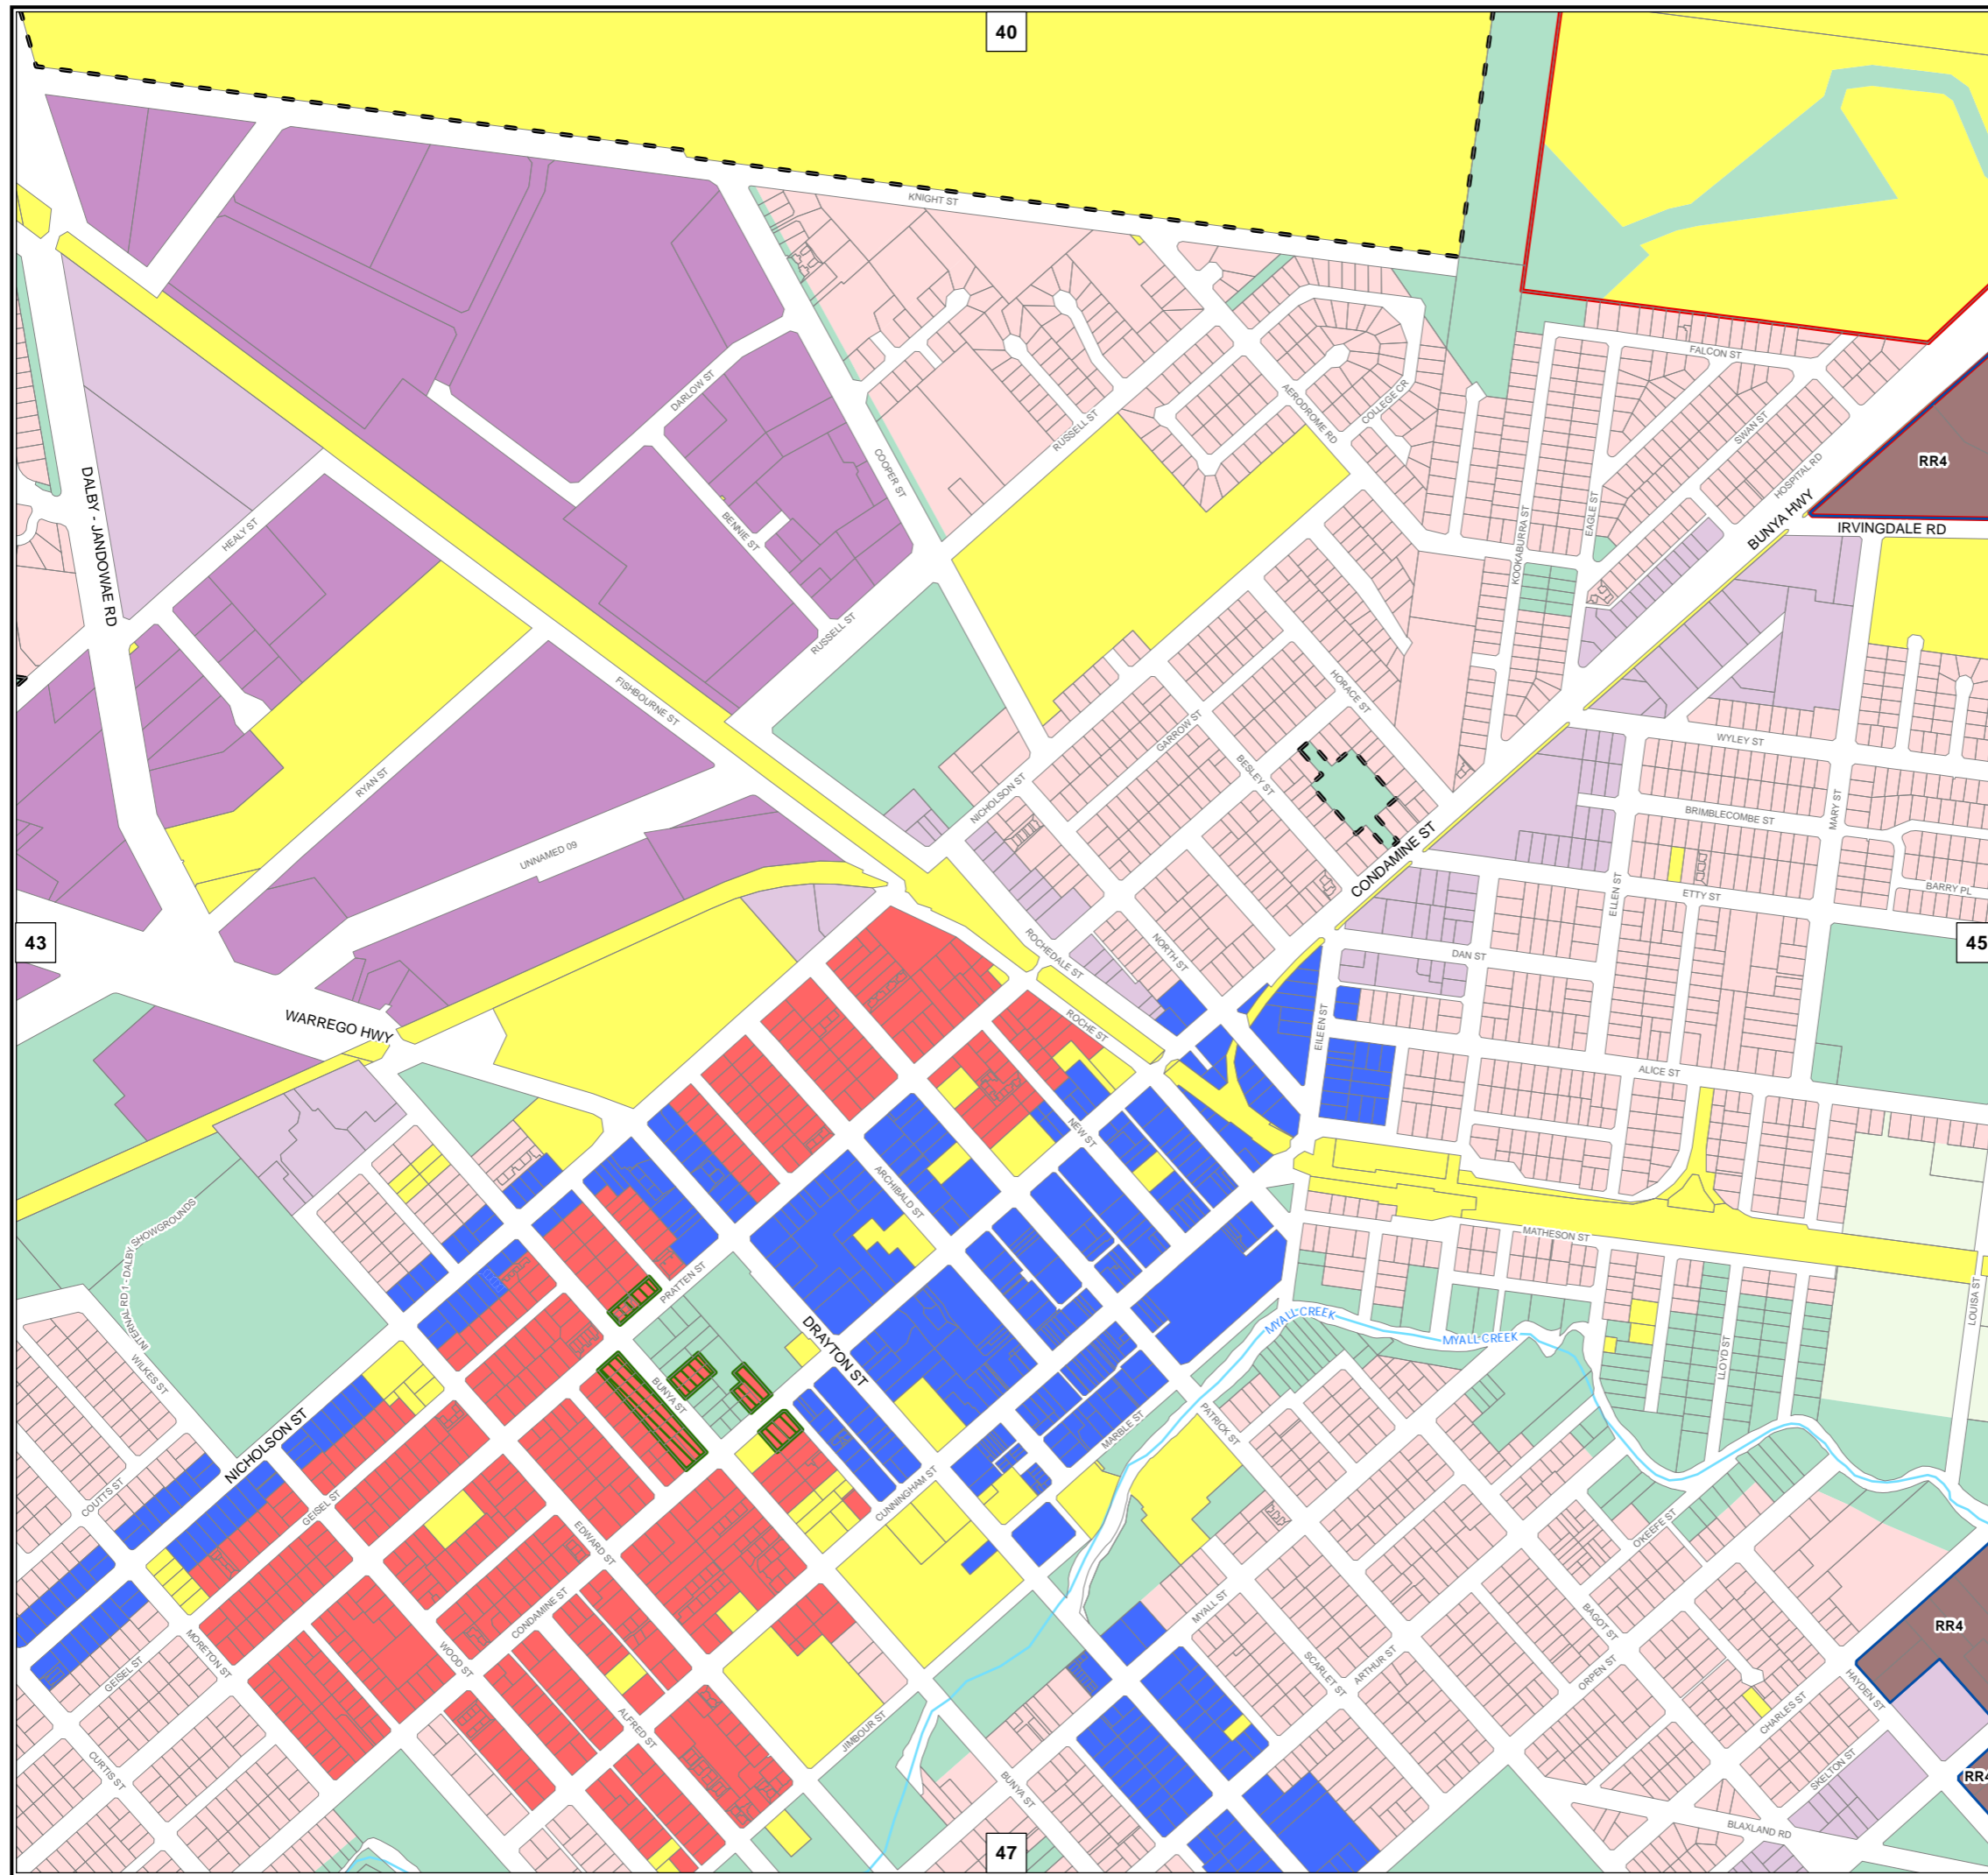 40
KNIGHT ST
FALCON ST
DARLOW ST
AERODROME RD
COLLEGE CR
RUSSELL ST
SWAN ST
HOSPITAL RD
RR4
COOPER ST
DALBY - JANDOWAE RD
HEALY ST
BENNIE ST
KOOKABURRA ST
EAGLE ST
BUNYA HWY
IRVINGDALE RD
RUSSELL ST
FISHBOURNE ST
HORACE ST
GARROW ST
WYLEY ST
BESLEY ST
RYAN ST
NICHOLSON ST
BRIMBLECOMBE ST
MARY ST
UNNAMED 09
CONDAMINE ST
EILEEN ST
ETTY ST
BARRY PL
43
45
ROCHEDALE ST
NORTH ST
DAN ST
WARREGO HWY
ROCHE ST
EILEEN ST
ALICE ST
NEW ST
ARCHIBALD ST
INTERNAL RD 1 - DALBY SHOWGROUNDS
MATHESON ST
PRATTEN ST
LOUISA ST
MYALL CREEK
MYALL CREEK
DRAYTON ST
LLOYD ST
WILKES ST
BUNYA ST
NICHOLSON ST
MARBLE ST
PATRICK ST
COUTTS ST
GEISEL ST
CUNNINGHAM ST
EDWARD ST
O'KEEFE ST
CONDAMINE ST
MYALL ST
BAGOT ST
RR4
MORETON ST
GEISEL ST
WOOD ST
SCARLET ST
ARTHUR ST
ORPEN ST
HAYDEN ST
CHARLES ST
ALFRED ST
JIMBOUR ST
CURTIS ST
BUNYA ST
SKELTON ST
RR4
BLAXLAND RD
47